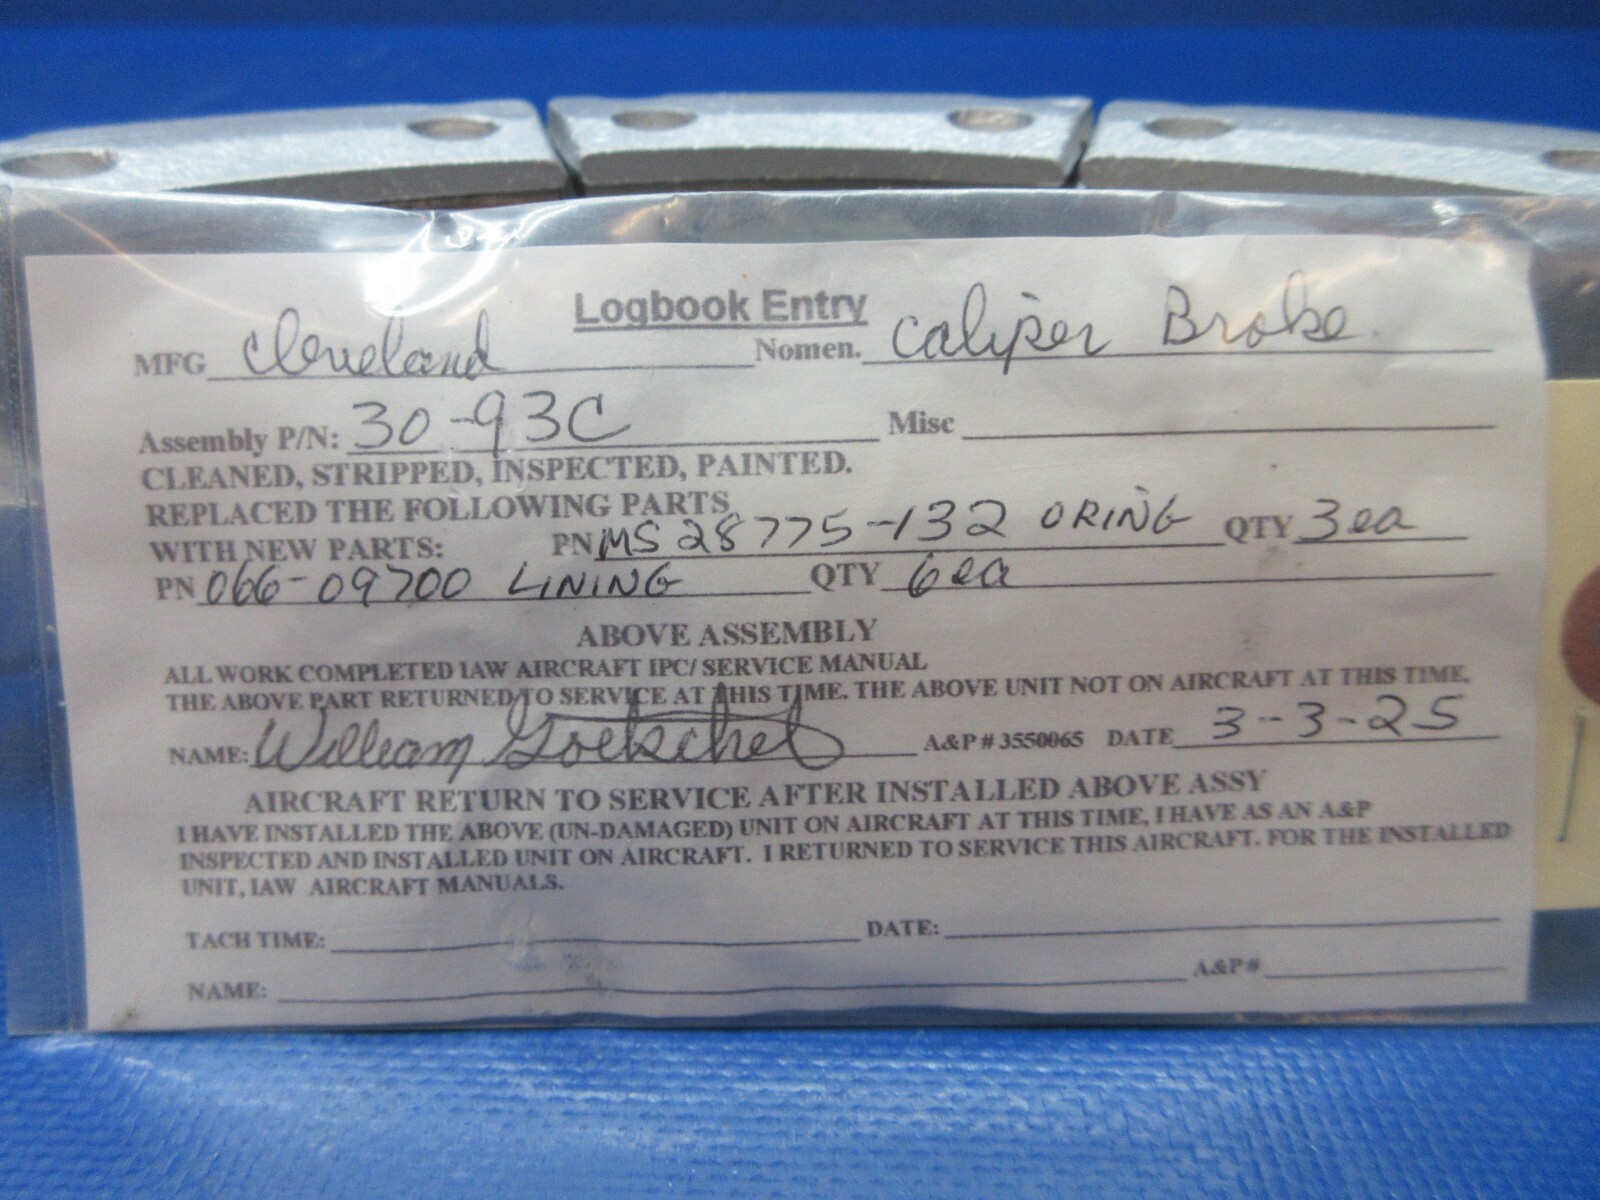 Logbook Entry
MFG Cleveland Nomen. Caliper Brake.
Assembly P/N: 30-93C Misc
CLEANED, STRIPPED, INSPECTED, PAINTED.
REPLACED THE FOLLOWING PARTS
WITH NEW PARTS: PN MS28775-132 ORING QTY 3ea
PN 066-09700 LINING QTY 6ea
ABOVE ASSEMBLY
ALL WORK COMPLETED IAW AIRCRAFT IPC/ SERVICE MANUAL
THE ABOVE PART RETURNED TO SERVICE AT THIS TIME. THE ABOVE UNIT NOT ON AIRCRAFT AT THIS TIME.
NAME: William Goetschel A&P # 3550065 DATE 3-3-25
AIRCRAFT RETURN TO SERVICE AFTER INSTALLED ABOVE ASSY
I HAVE INSTALLED THE ABOVE (UN-DAMAGED) UNIT ON AIRCRAFT AT THIS TIME, I HAVE AS AN A&P
INSPECTED AND INSTALLED UNIT ON AIRCRAFT. I RETURNED TO SERVICE THIS AIRCRAFT. FOR THE INSTALLED
UNIT, IAW AIRCRAFT MANUALS.
TACH TIME: DATE:
NAME: A&P#